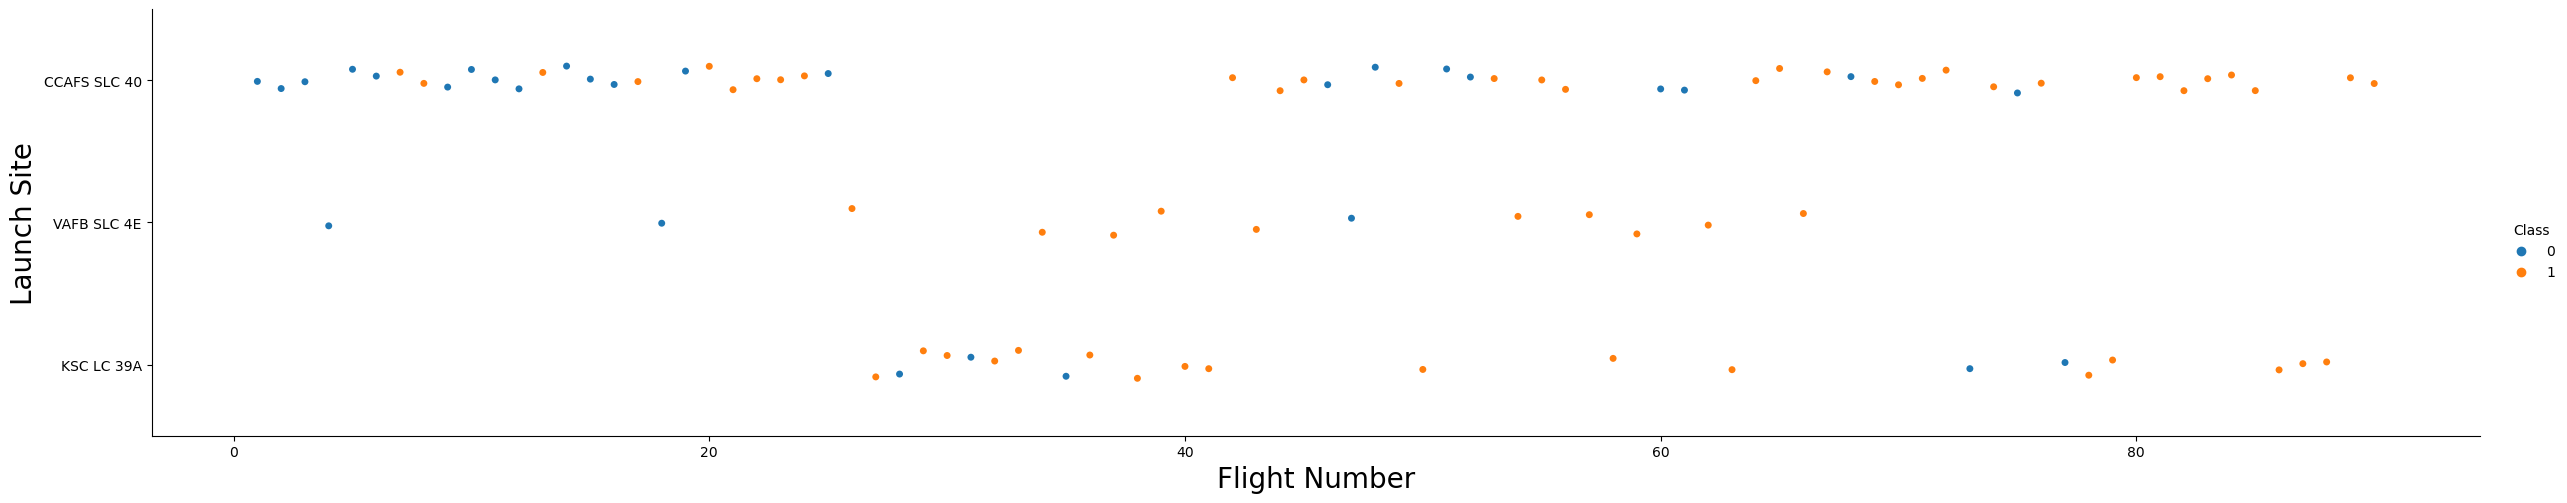 CCAFS SLC 40
VAFB SLC 4E
KSC LC 39A
Launch Site
0 20 40 60 80
Flight Number
Class
0
1